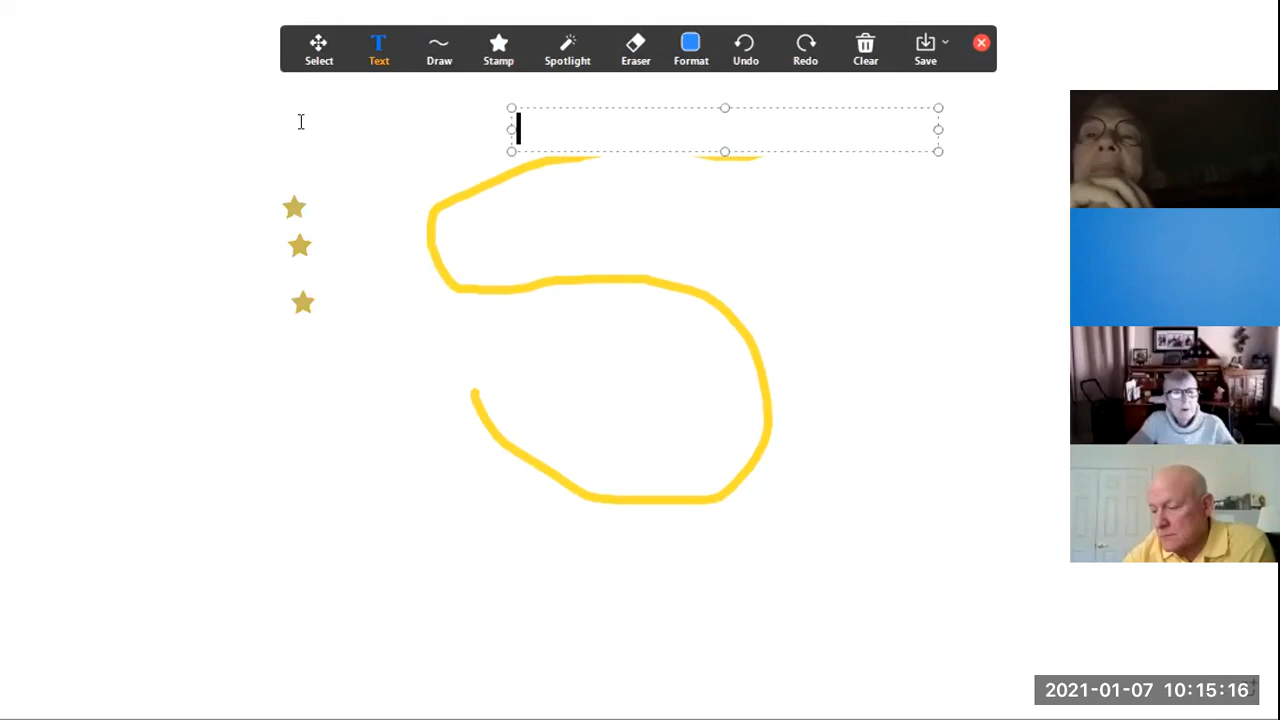 Select Text Draw Stamp Spotlight Eraser Format Undo Redo Clear Save
2021-01-07 10:15:16